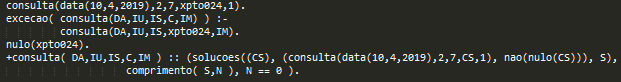 consulta(data(10,4,2019),2,7,xpto024,1).
excecao( consulta(DA,IU,IS,C,IM) ) :-
consulta(DA,IU,IS,xpto024,IM).
nulo(xpto024).
+consulta( DA,IU,IS,C,IM ) :: (solucoes((CS), (consulta(data(10,4,2019),2,7,CS,1), nao(nulo(CS))), S),
comprimento( S,N ), N == 0 ).